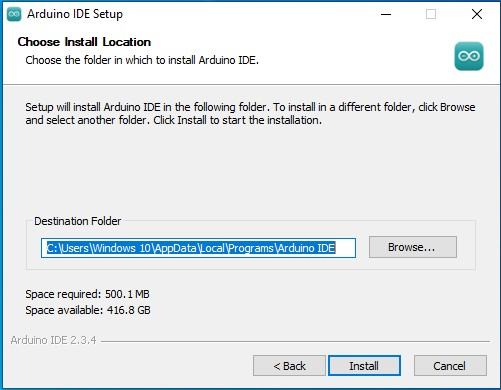 Arduino IDE Setup
Choose Install Location
Choose the folder in which to install Arduino IDE.
Setup will install Arduino IDE in the following folder. To install in a different folder, click Browse
and select another folder. Click Install to start the installation.
Destination Folder
C:\Users\Windows 10\AppData\Local\Programs\Arduino IDE
Browse...
Space required: 500.1 MB
Space available: 416.8 GB
Arduino IDE 2.3.4
< Back
Install
Cancel